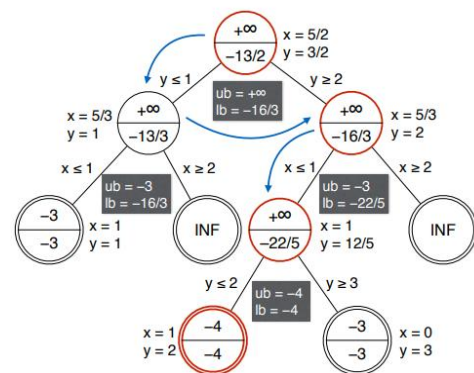 +∞
−13/2
x = 5/2
y = 3/2
y ≤ 1
ub = +∞
lb = −16/3
y ≥ 2
x = 5/3
y = 1
+∞
−13/3
+∞
−16/3
x = 5/3
y = 2
x ≤ 1
ub = −3
lb = −16/3
x ≥ 2
x ≤ 1
ub = −3
lb = −22/5
x ≥ 2
−3
−3
x = 1
y = 1
INF
+∞
−22/5
x = 1
y = 12/5
INF
y ≤ 2
ub = −4
lb = −4
y ≥ 3
x = 1
y = 2
−4
−4
−3
−3
x = 0
y = 3